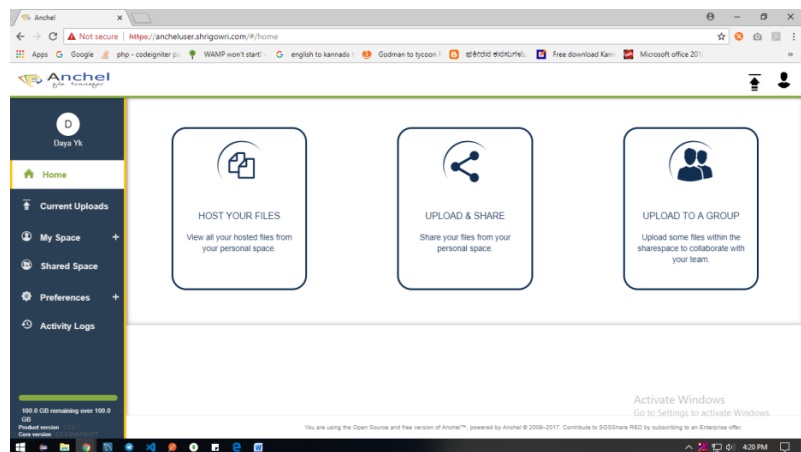 Anchel
Not secure | https://ancheluser.shrigowri.com/#/home
Apps Google php - codeigniter pa WAMP won't start! G english to kannada Godman to tycoon Free download Kann Microsoft office 201
Anchel
file transfer
D
Daya Yk
Home
Current Uploads
My Space +
Shared Space
Preferences +
Activity Logs
HOST YOUR FILES
View all your hosted files from
your personal space.
UPLOAD & SHARE
Share your files from your
personal space.
UPLOAD TO A GROUP
Upload some files within the
sharespace to collaborate with
your team.
100.0 GB remaining over 100.0
GB
Product version
Core version
Activate Windows
Go to Settings to activate Windows.
You are using the Open Source and free version of Anchel™, powered by Anchel © 2009–2017. Contribute to SGSShare R&D by subscribing to an Enterprise offer.
4:20 PM